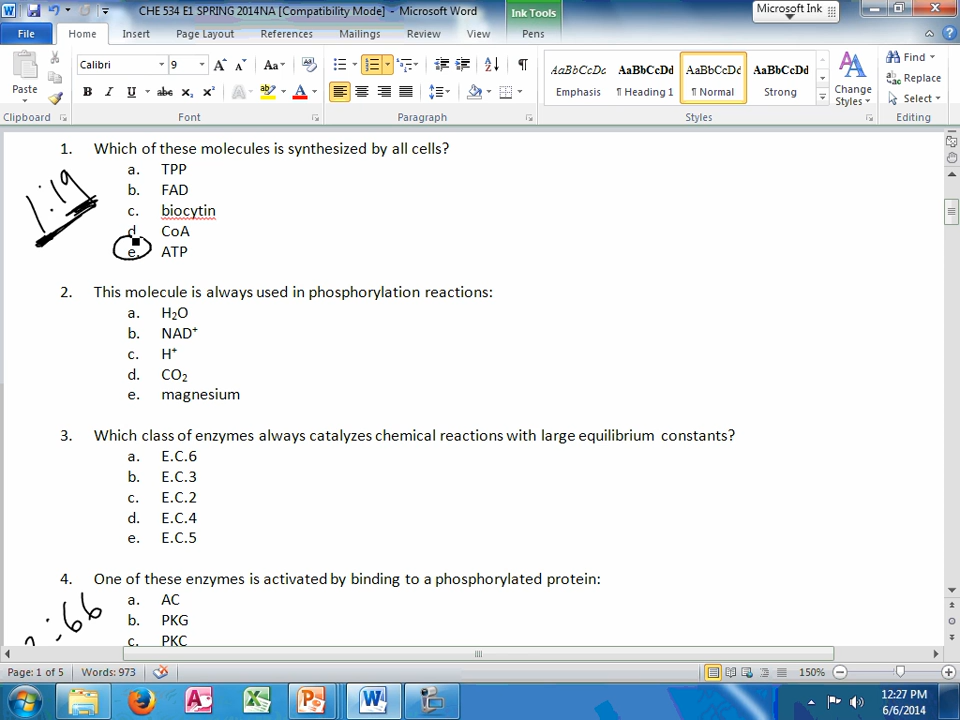 CHE 534 E1 SPRING 2014NA [Compatibility Mode] - Microsoft Word
Ink Tools
Microsoft Ink
File
Home
Insert
Page Layout
References
Mailings
Review
View
Pens
Paste
Calibri
9
Clipboard
Font
Paragraph
AaBbCcDc
Emphasis
AaBbCcDd
¶ Heading 1
AaBbCcDc
¶ Normal
AaBbCcDd
Strong
Change
Styles
Styles
Find
Replace
Select
Editing
1. Which of these molecules is synthesized by all cells?
a. TPP
b. FAD
c. biocytin
d. CoA
e. ATP
1:19
2. This molecule is always used in phosphorylation reactions:
a. H₂O
b. NAD⁺
c. H⁺
d. CO₂
e. magnesium
3. Which class of enzymes always catalyzes chemical reactions with large equilibrium constants?
a. E.C.6
b. E.C.3
c. E.C.2
d. E.C.4
e. E.C.5
4. One of these enzymes is activated by binding to a phosphorylated protein:
a. AC
b. PKG
c. PKC
:66
Page: 1 of 5
Words: 973
150%
12:27 PM
6/6/2014